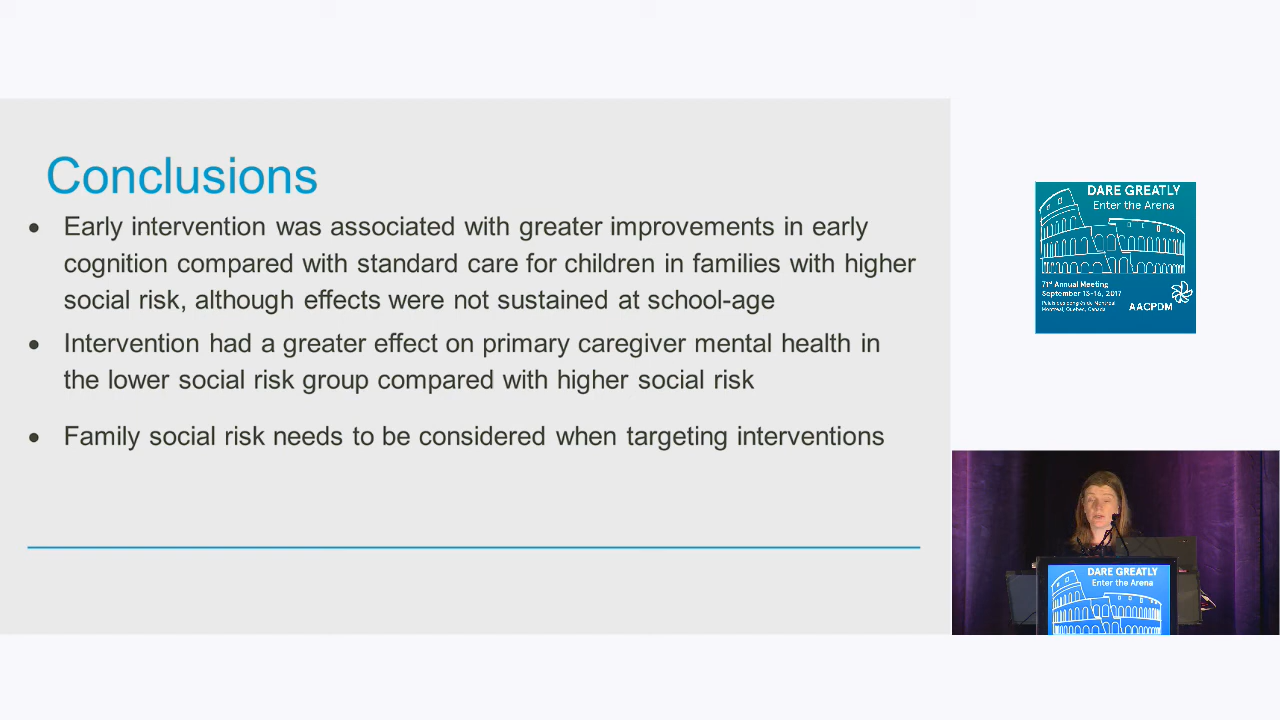 Conclusions
• Early intervention was associated with greater improvements in early
cognition compared with standard care for children in families with higher
social risk, although effects were not sustained at school-age
• Intervention had a greater effect on primary caregiver mental health in
the lower social risk group compared with higher social risk
• Family social risk needs to be considered when targeting interventions
DARE GREATLY
Enter the Arena
71st Annual Meeting
September 13-16, 2017
Palais des congrès de Montréal
Montreal, Quebec, Canada
AACPDM
DARE GREATLY
Enter the Arena